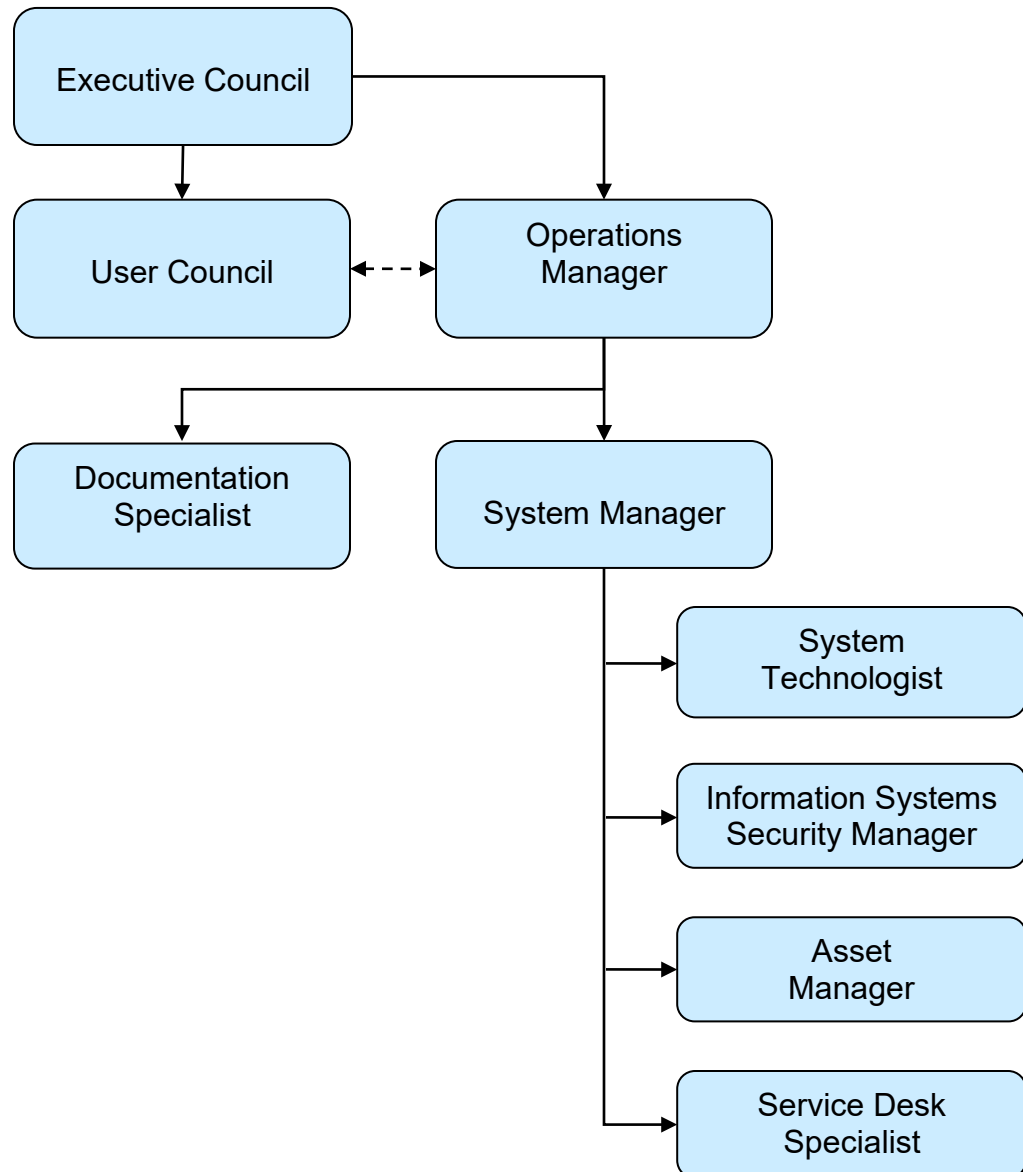 Executive Council
User Council
Operations
Manager
Documentation
Specialist
System Manager
System
Technologist
Information Systems
Security Manager
Asset
Manager
Service Desk
Specialist